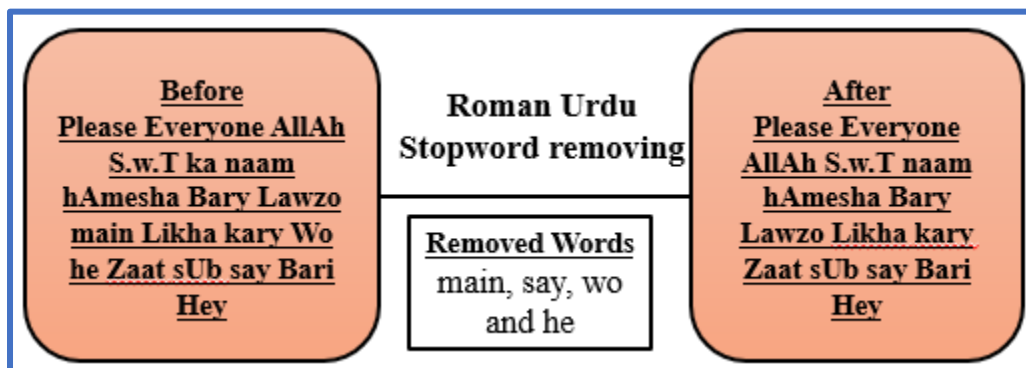 Before
Please Everyone AllAh
S.w.T ka naam
hAmesha Bary Lawzo
main Likha kary Wo
he Zaat sUb say Bari
Hey
Roman Urdu
Stopword removing
Removed Words
main, say, wo
and he
After
Please Everyone
AllAh S.w.T naam
hAmesha Bary
Lawzo Likha kary
Zaat sUb say Bari
Hey